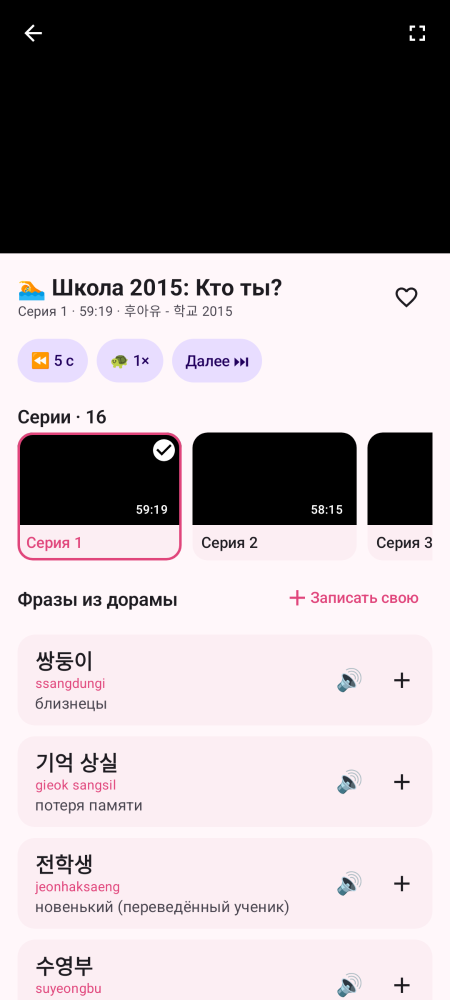 Школа 2015: Кто ты?
Серия 1 · 59:19 · 후아유 - 학교 2015
5 с
1×
Далее
Серии · 16
59:19
58:15
Серия 1
Серия 2
Серия 3
Фразы из дорамы
+ Записать свою
쌍둥이
ssangdungi
близнецы
기억 상실
gieok sangsil
потеря памяти
전학생
jeonhaksaeng
новенький (переведённый ученик)
수영부
suyeongbu